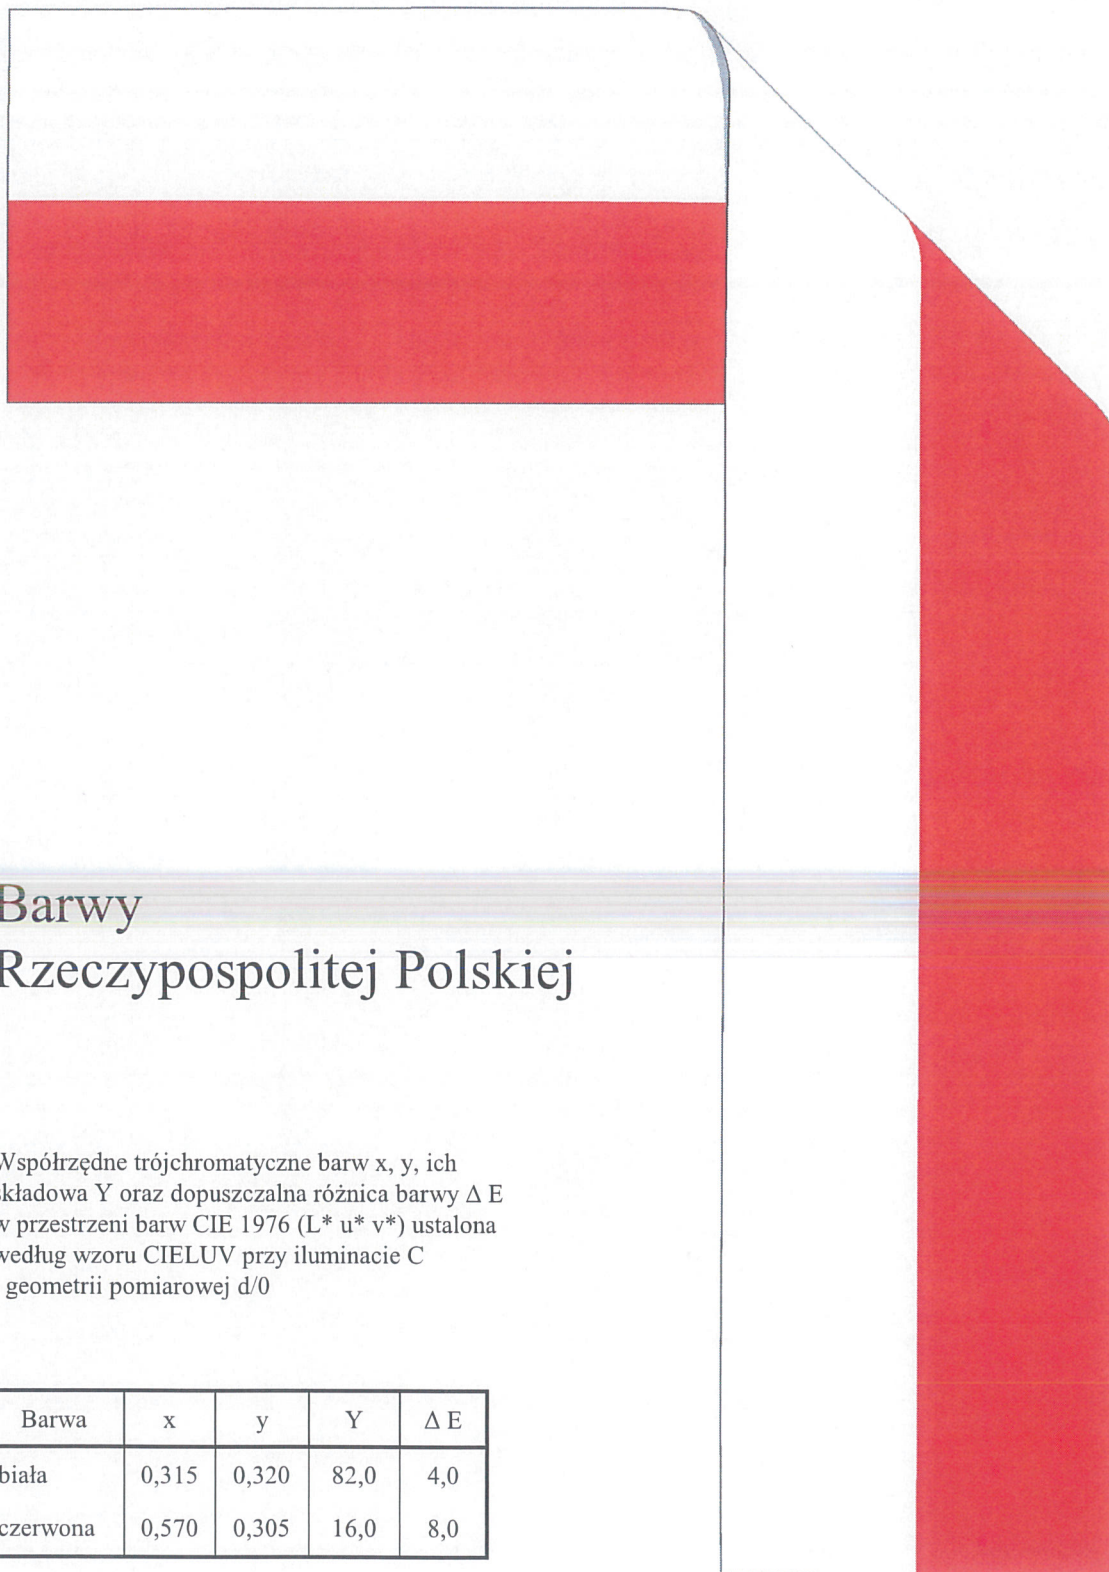 Barwy
Rzeczypospolitej Polskiej
Współrzędne trójchromatyczne barw x, y, ich
składowa Y oraz dopuszczalna różnica barwy Δ E
w przestrzeni barw CIE 1976 (L* u* v*) ustalona
według wzoru CIELUV przy iluminacie C
i geometrii pomiarowej d/0
Barwa x y Y Δ E
biała 0,315 0,320 82,0 4,0
czerwona 0,570 0,305 16,0 8,0